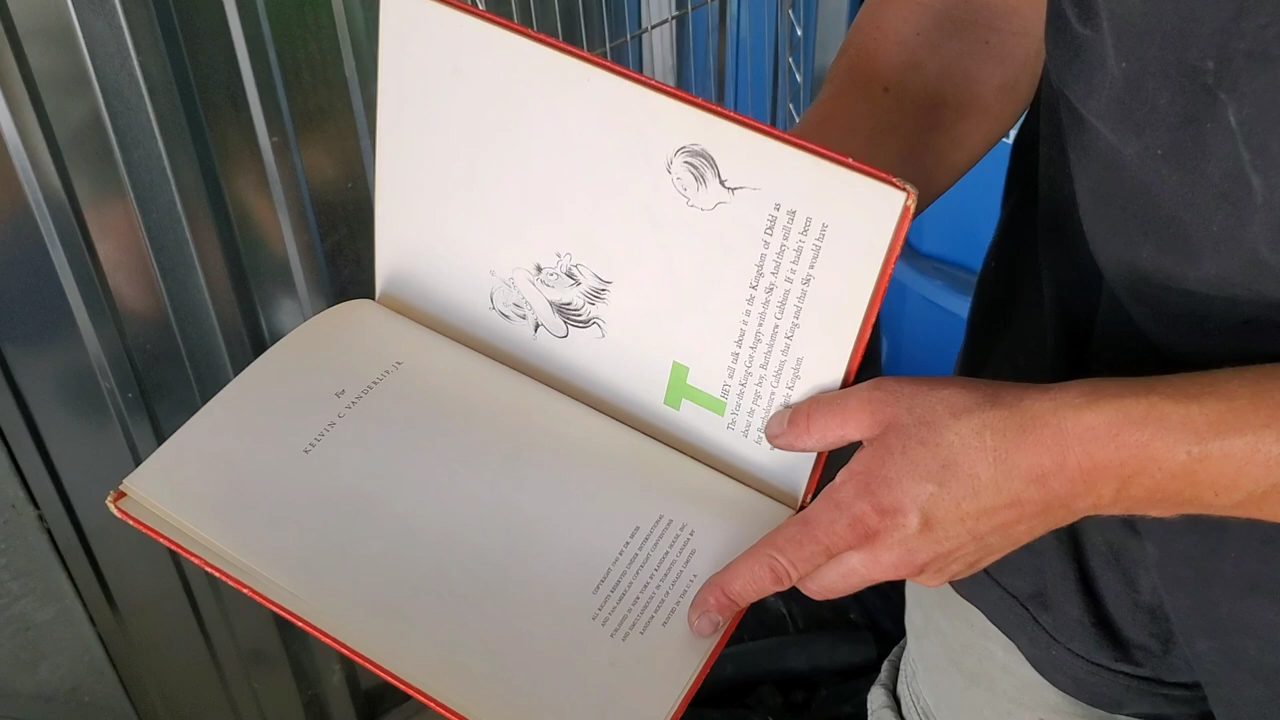 For
KELVIN C VANDERLIP, JR.
COPYRIGHT 1949 BY DR. SEUSS
ALL RIGHTS RESERVED UNDER INTERNATIONAL
AND PAN-AMERICAN COPYRIGHT CONVENTIONS
PUBLISHED IN NEW YORK BY RANDOM HOUSE, INC.
AND SIMULTANEOUSLY IN TORONTO, CANADA BY
RANDOM HOUSE OF CANADA LIMITED
PRINTED IN THE U. S. A.
THEY still talk about it in the Kingdom of Didd as
The-Year-the-King-Got-Angry-with-the-Sky. And they still talk
about the page boy, Bartholomew Cubbins. If it hadn't been
for Bartholomew Cubbins, that King and that Sky would have
Kingdom.